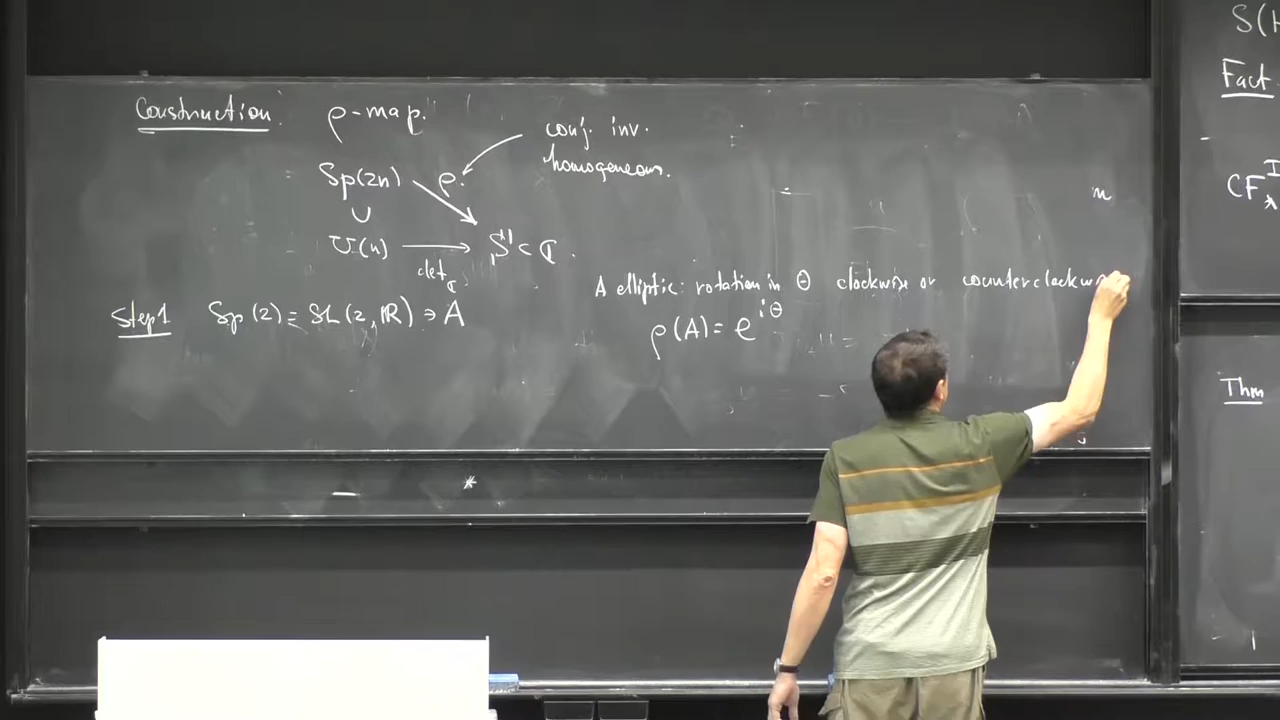 Construction: ρ-map.
conj. inv.
homogeneous.
Sp(2n) ρ.
∪
U(n) → S¹ ⊂ ℂ.
det_ℂ
A elliptic: rotation in θ clockwise or counterclockw
Step 1 Sp(2) = SL(2, ℝ) ∋ A
ρ(A) = e^{iθ}
Fact
CF
Thm